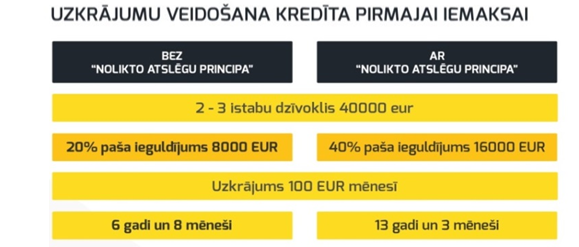 UZKRĀJUMU VEIDOŠANA KREDĪTA PIRMAJAI IEMAKSAI
BEZ
“NOLIKTO ATSLĒGU PRINCIPA”
AR
“NOLIKTO ATSLĒGU PRINCIPA”
2 - 3 istabu dzīvoklis 40000 eur
20% paša ieguldījums 8000 EUR
40% paša ieguldījums 16000 EUR
Uzkrājums 100 EUR mēnesī
6 gadi un 8 mēneši
13 gadi un 3 mēneši